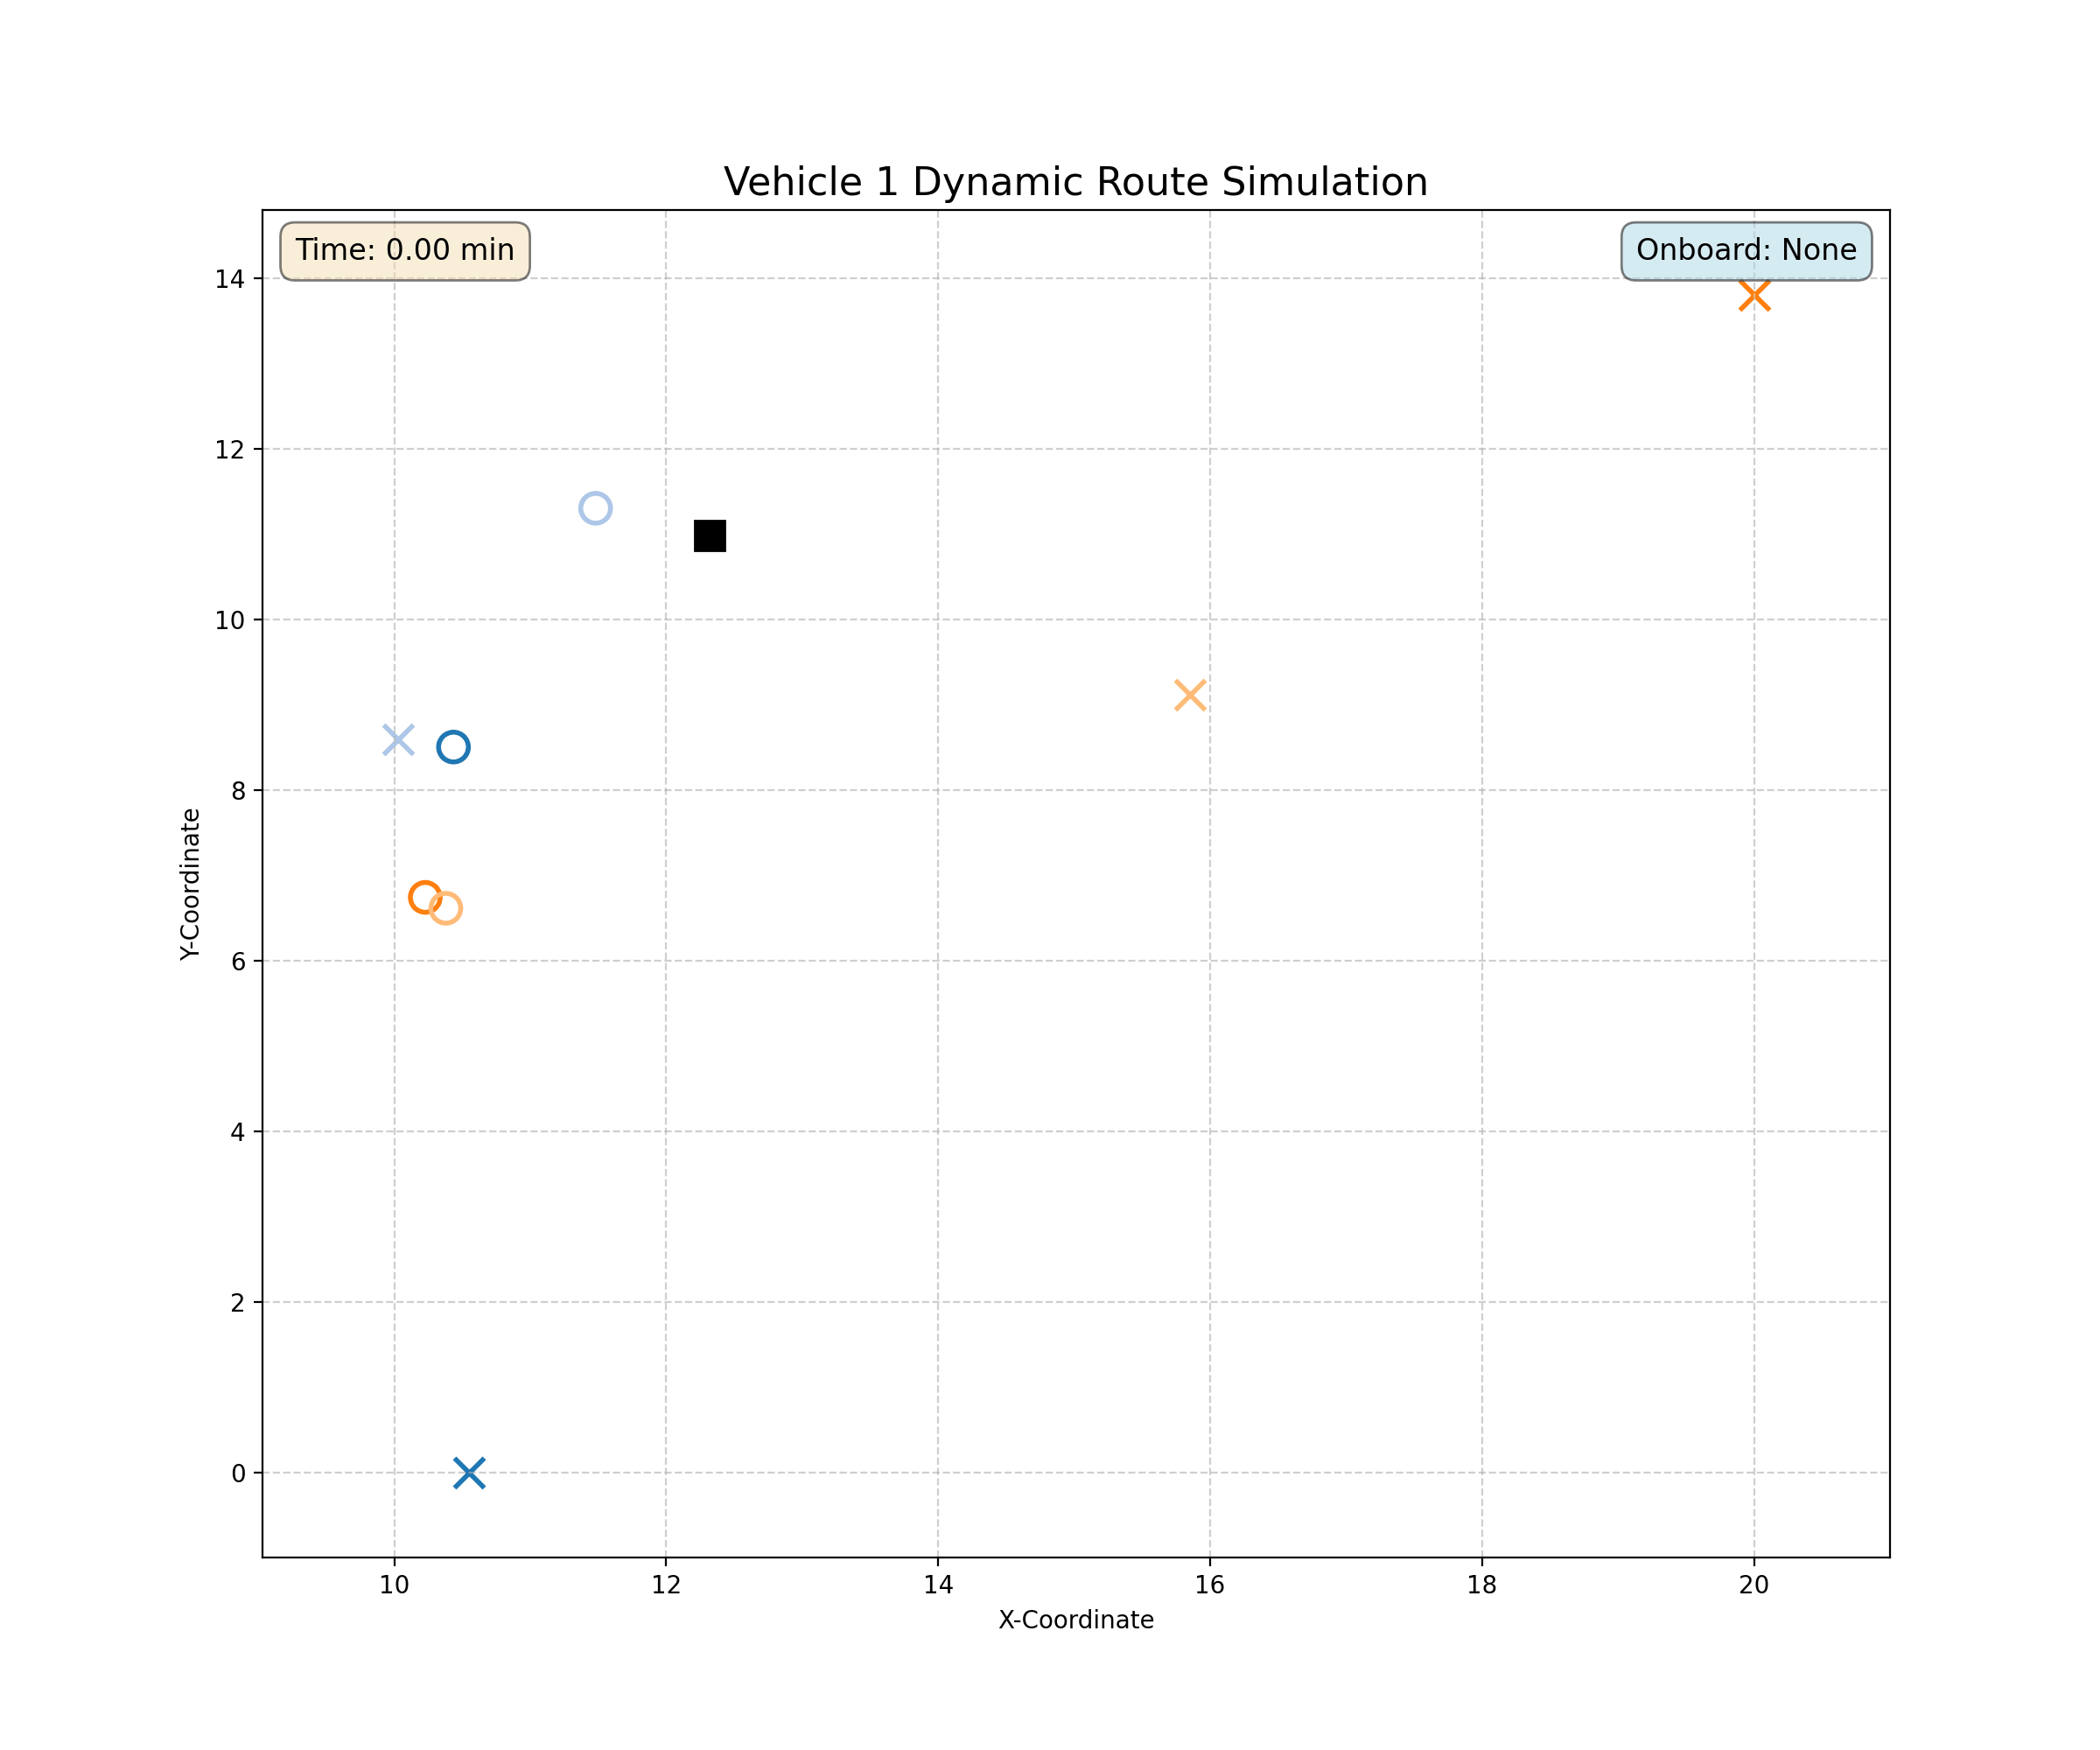 Vehicle 1 Dynamic Route Simulation
Time: 0.00 min
Onboard: None
14
12
10
8
6
4
2
0
Y-Coordinate
10 12 14 16 18 20
X-Coordinate